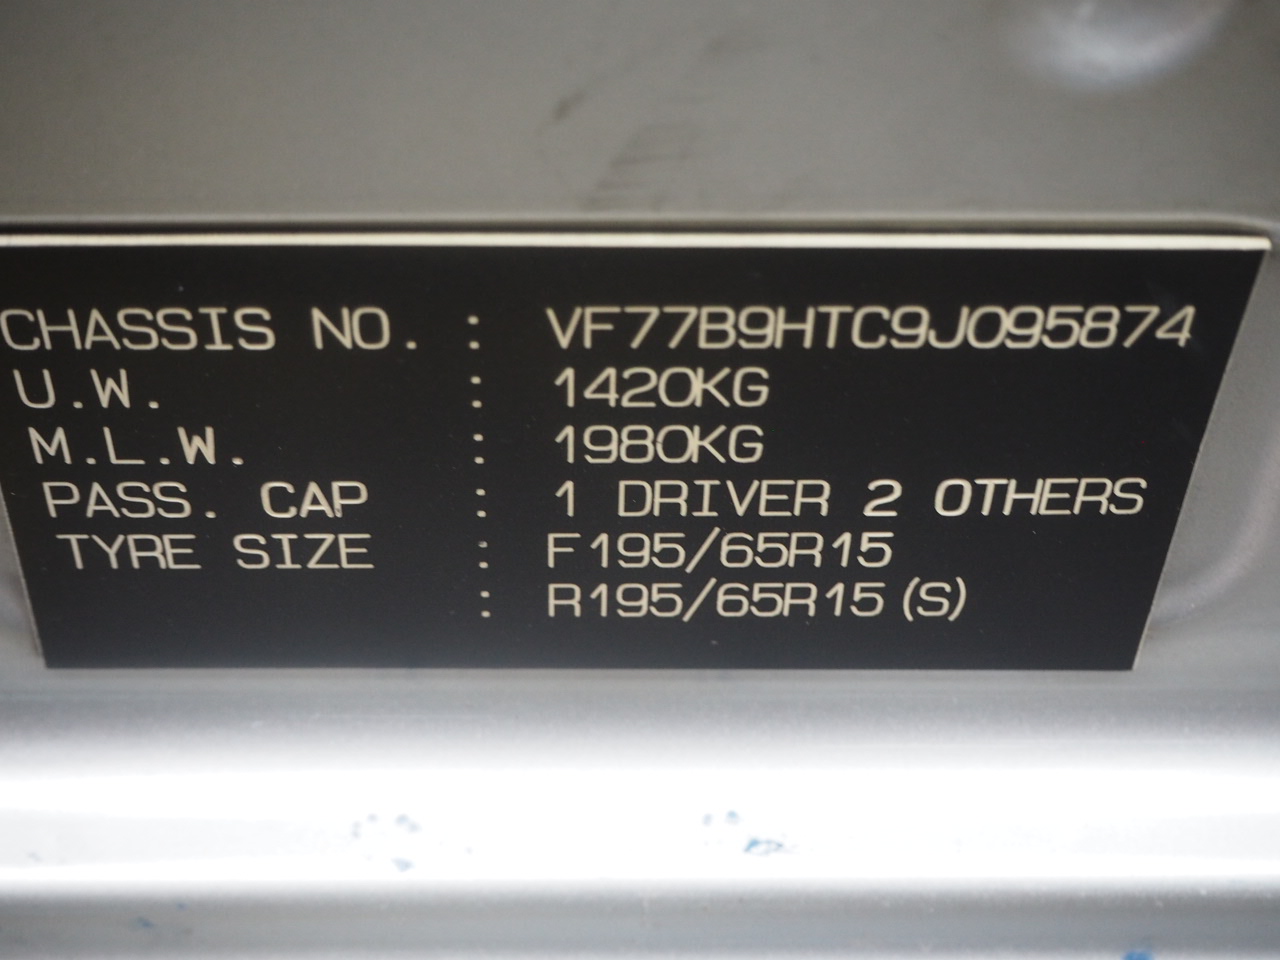 CHASSIS NO. : VF77B9HTC9J095874
U.W. : 1420KG
M.L.W. : 1980KG
PASS. CAP : 1 DRIVER 2 OTHERS
TYRE SIZE : F195/65R15
: R195/65R15 (S)